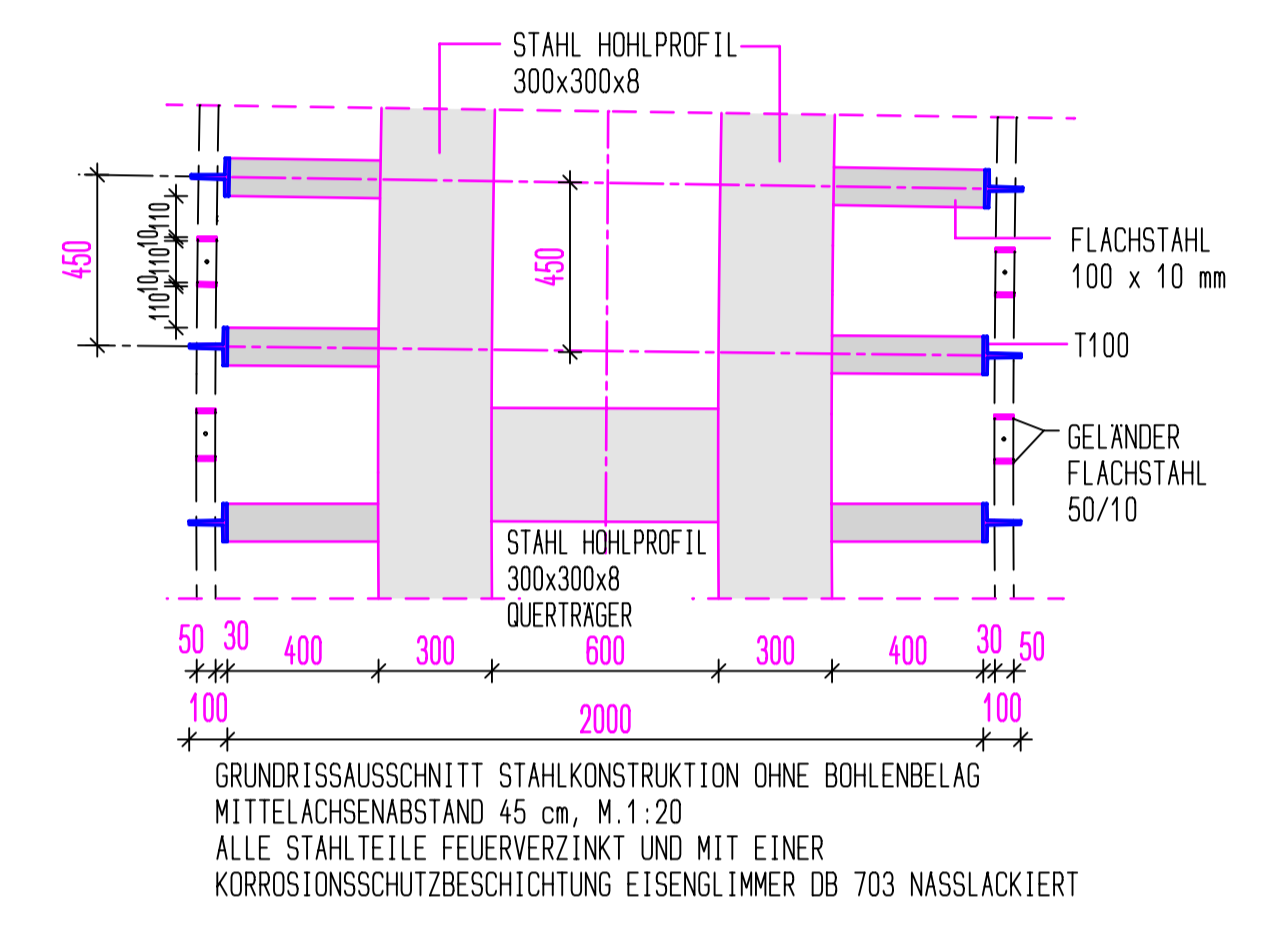 STAHL HOHLPROFIL
300x300x8
450
110
10
110
10
110
450
FLACHSTAHL
100 x 10 mm
T100
GELÄNDER
FLACHSTAHL
50/10
STAHL HOHLPROFIL
300x300x8
QUERTRÄGER
50 30 400 300 600 300 400 30 50
100 2000 100
GRUNDRISSAUSSCHNITT STAHLKONSTRUKTION OHNE BOHLENBELAG
MITTELACHSENABSTAND 45 cm, M.1:20
ALLE STAHLTEILE FEUERVERZINKT UND MIT EINER
KORROSIONSSCHUTZBESCHICHTUNG EISENGLIMMER DB 703 NASSLACKIERT